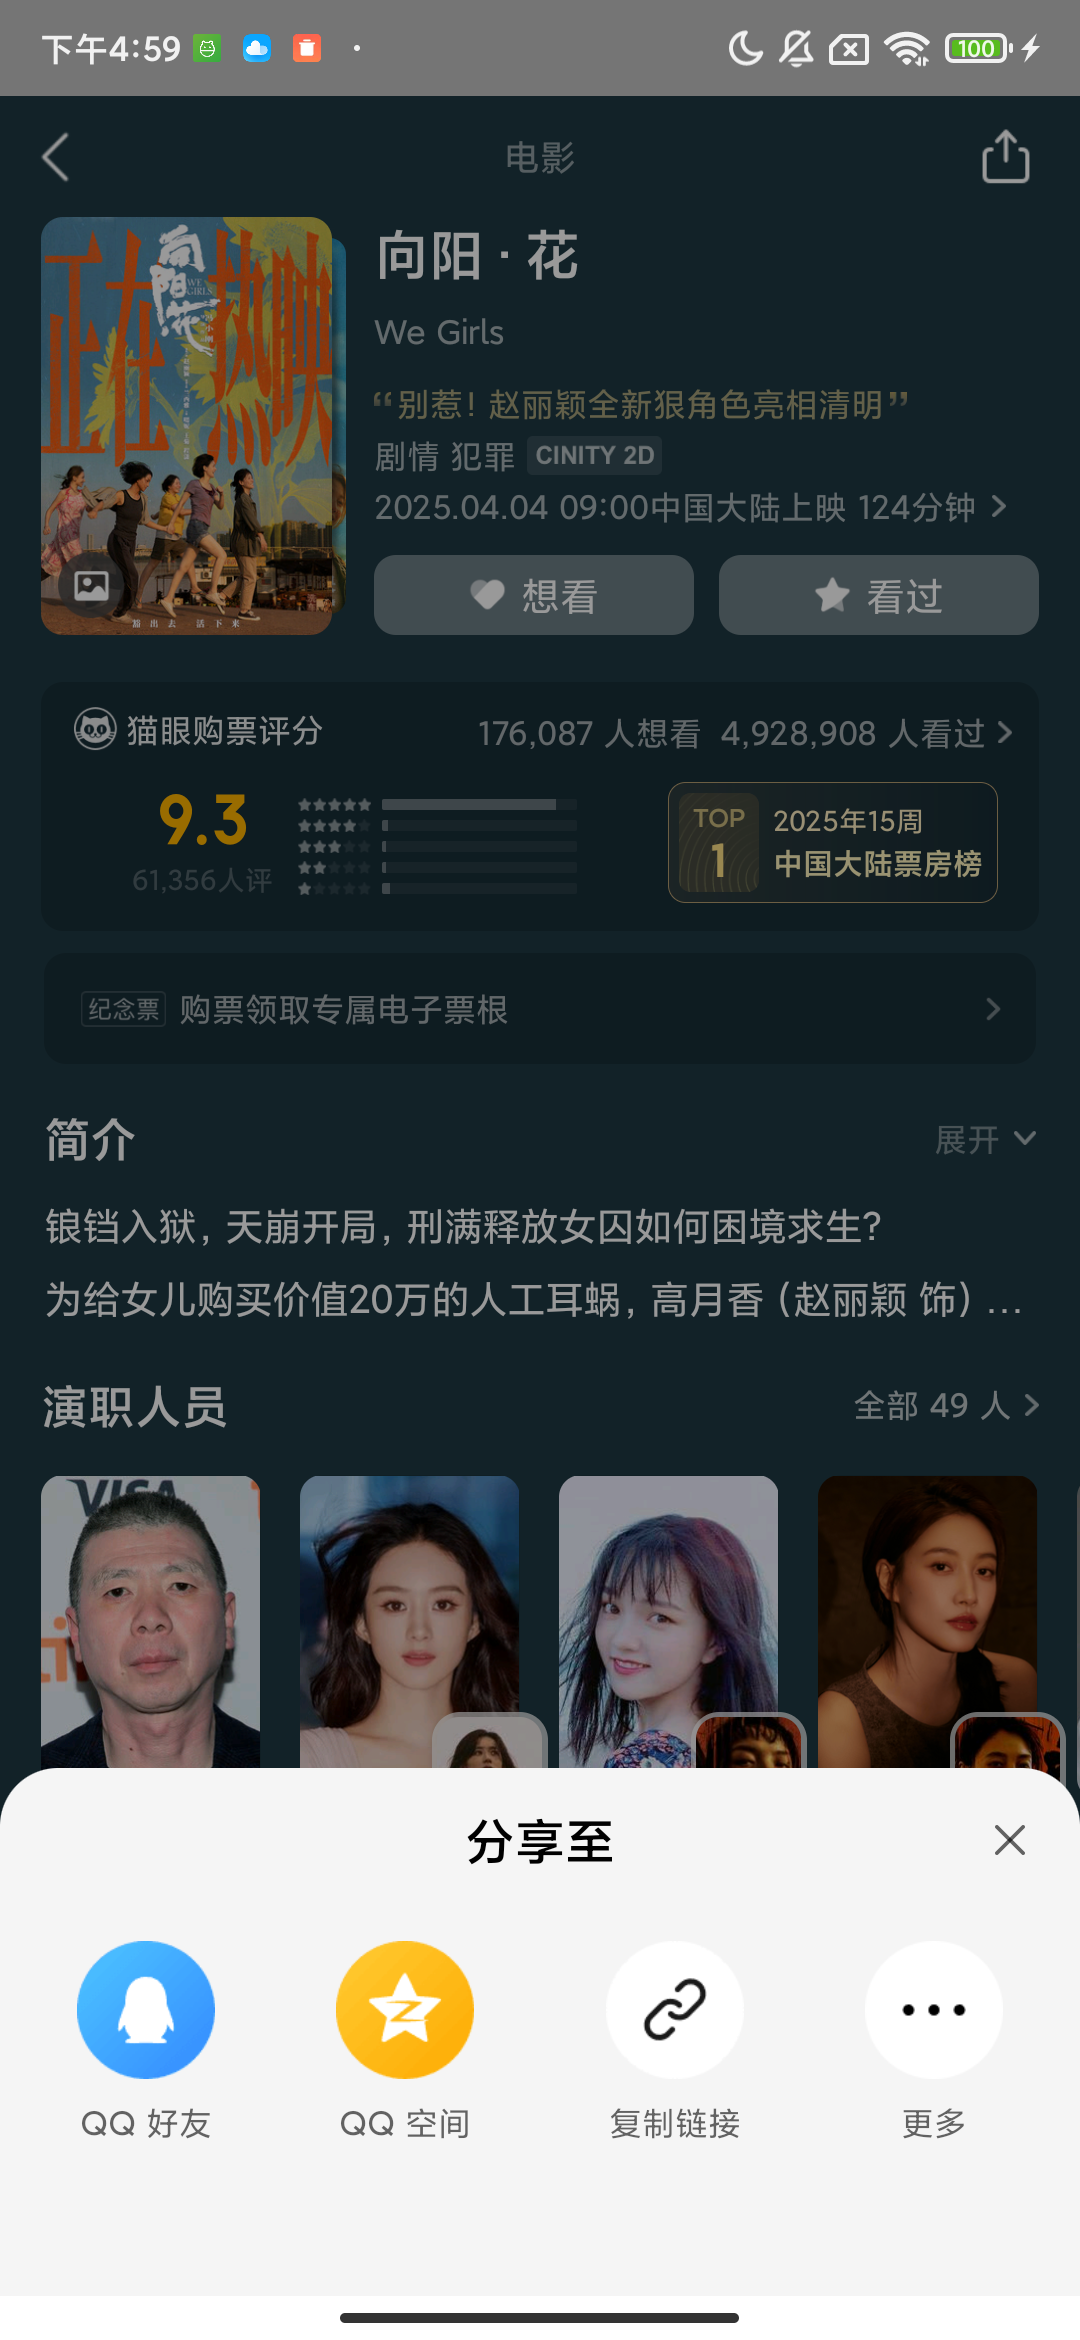 下午4:59
100
电影
正在热映
向阳花
WE GIRLS
向阳·花
We Girls
“别惹！赵丽颖全新狠角色亮相清明”
剧情 犯罪 CINITY 2D
2025.04.04 09:00中国大陆上映 124分钟
想看 看过
猫眼购票评分 176,087 人想看 4,928,908 人看过
9.3
61,356人评
TOP 1
2025年15周
中国大陆票房榜
纪念票 购票领取专属电子票根
简介 展开
锒铛入狱，天崩开局，刑满释放女囚如何困境求生？
为给女儿购买价值20万的人工耳蜗，高月香（赵丽颖 饰）...
演职人员 全部 49 人
VISA
分享至
QQ 好友 QQ 空间 复制链接 更多